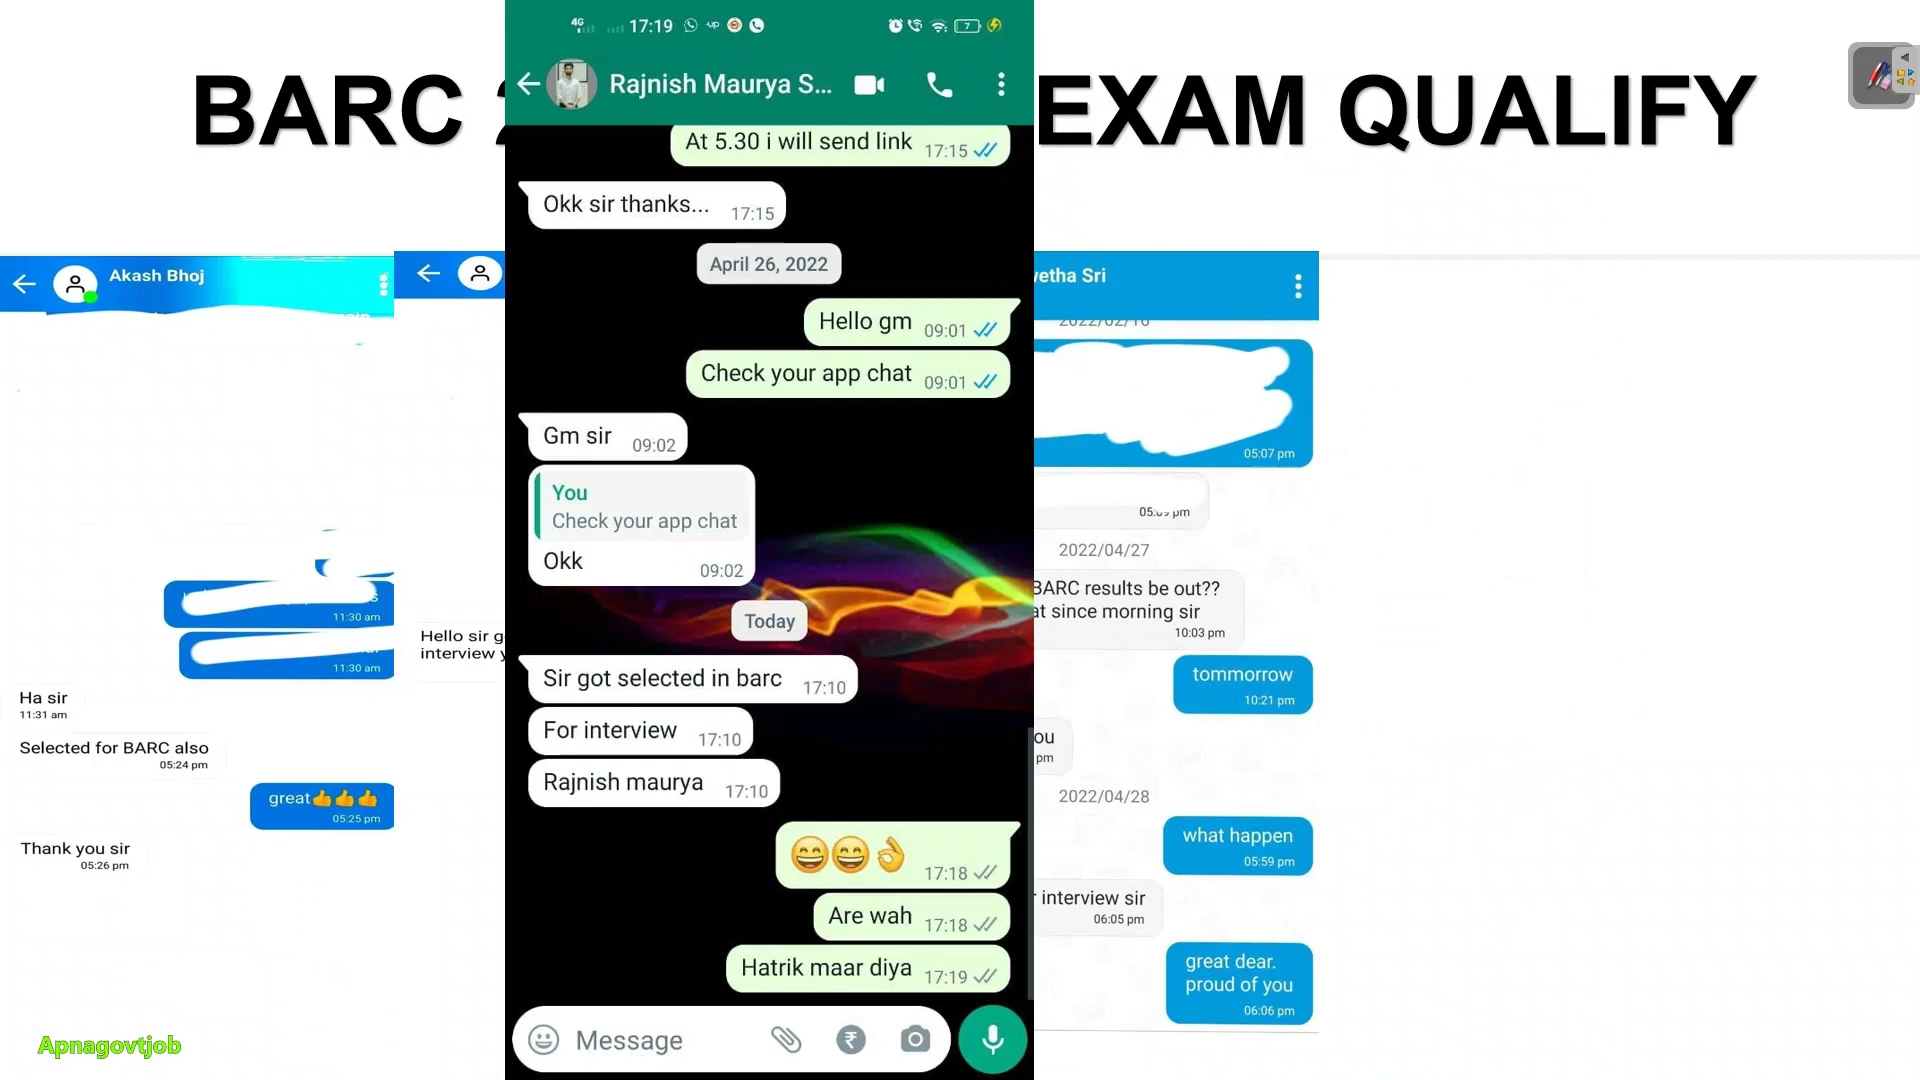 BARC
EXAM QUALIFY
4G
17:19
7
Rajnish Maurya S...
At 5.30 i will send link
17:15
Okk sir thanks...
17:15
April 26, 2022
Hello gm
09:01
Check your app chat
09:01
Gm sir
09:02
You
Check your app chat
Okk
09:02
Today
Sir got selected in barc
17:10
For interview
17:10
Rajnish maurya
17:10
😄😄👌
17:18
Are wah
17:18
Hatrik maar diya
17:19
Message
Akash Bhoj
11:30 am
11:30 am
Ha sir
11:31 am
Selected for BARC also
05:24 pm
great👍👍👍
05:25 pm
Thank you sir
05:26 pm
Hello sir g
interview
etha Sri
05:07 pm
pm
2022/04/27
BARC results be out??
at since morning sir
10:03 pm
tommorrow
10:21 pm
ou
pm
2022/04/28
what happen
05:59 pm
interview sir
06:05 pm
great dear.
proud of you
06:06 pm
Apnagovtjob